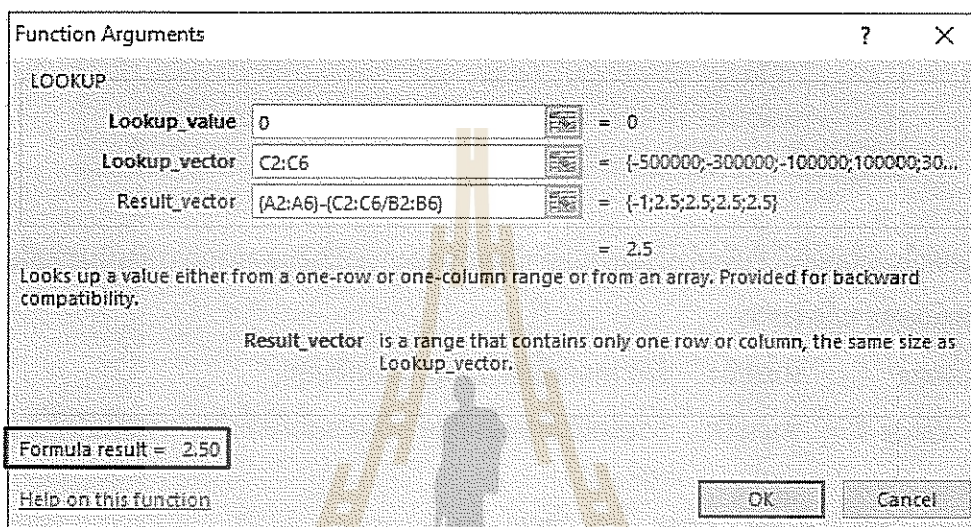 Function Arguments ? ×
LOOKUP
Lookup_value 0 = 0
Lookup_vector C2:C6 = {-500000;-300000;-100000;100000;30...
Result_vector (A2:A6)-(C2:C6/B2:B6) = {-1;2.5;2.5;2.5;2.5}
= 2.5
Looks up a value either from a one-row or one-column range or from an array. Provided for backward
compatibility.
Result_vector is a range that contains only one row or column, the same size as
Lookup_vector.
Formula result = 2.50
Help on this function OK Cancel